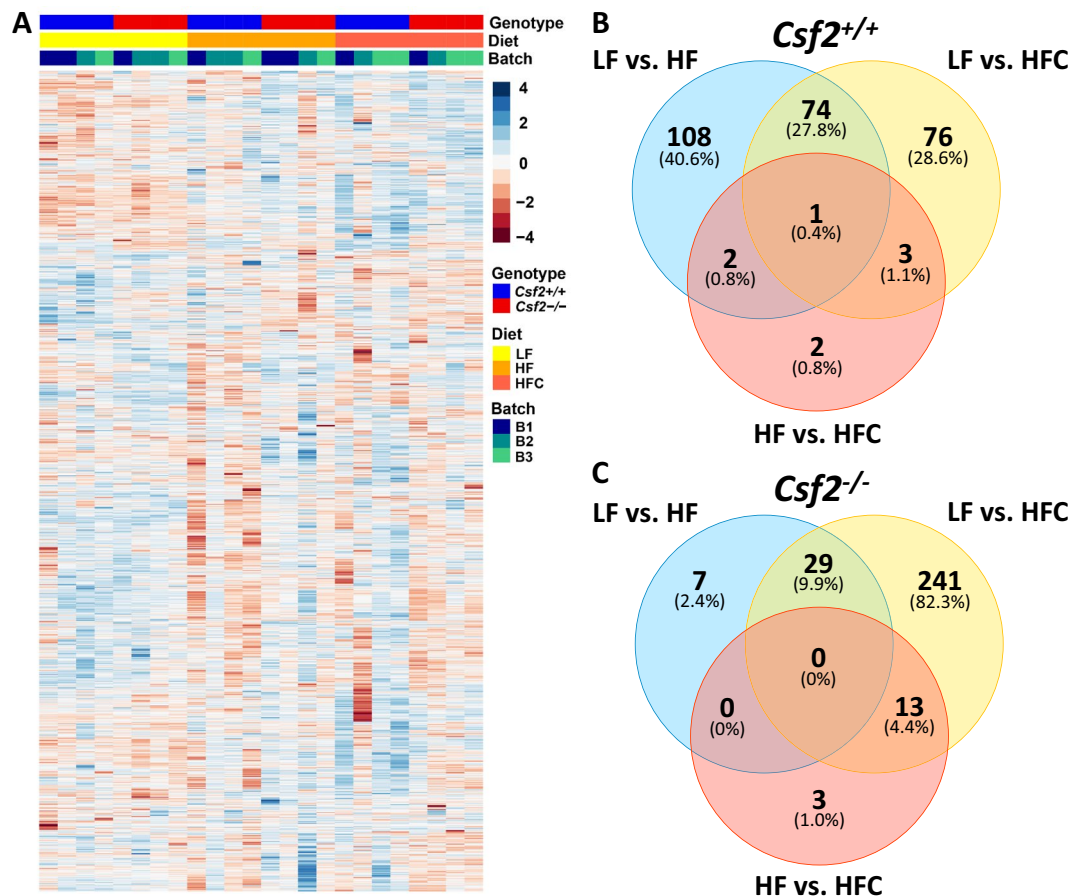 A
Genotype
Diet
Batch
4
2
0
−2
−4
Genotype
Csf2+/+
Csf2−/−
Diet
LF
HF
HFC
Batch
B1
B2
B3
B
Csf2+/+
LF vs. HF
LF vs. HFC
74
(27.8%)
108
(40.6%)
76
(28.6%)
1
(0.4%)
2
(0.8%)
3
(1.1%)
2
(0.8%)
HF vs. HFC
C
Csf2-/-
LF vs. HF
LF vs. HFC
29
(9.9%)
7
(2.4%)
241
(82.3%)
0
(0%)
0
(0%)
13
(4.4%)
3
(1.0%)
HF vs. HFC